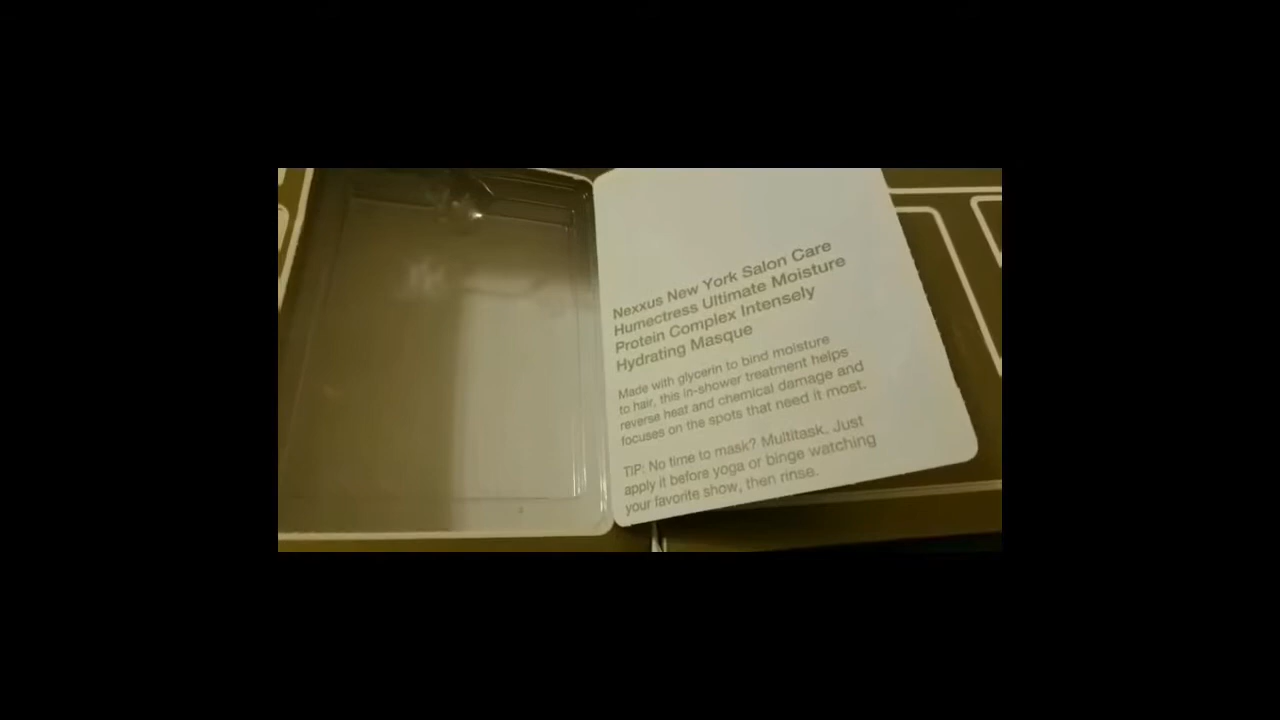 Nexxus New York Salon Care
Humectress Ultimate Moisture
Protein Complex Intensely
Hydrating Masque
Made with glycerin to bind moisture
to hair, this in-shower treatment helps
reverse heat and chemical damage and
focuses on the spots that need it most.
TIP: No time to mask? Multitask. Just
apply it before yoga or binge watching
your favorite show, then rinse.